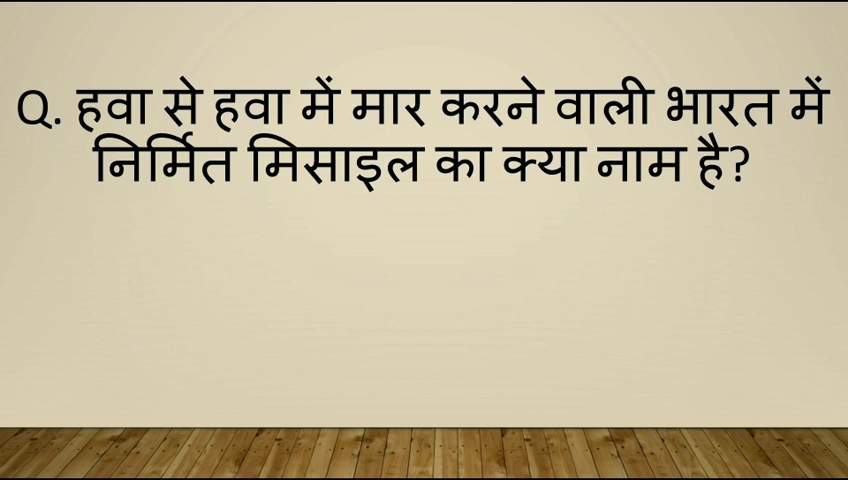 Q. हवा से हवा में मार करने वाली भारत में
निर्मित मिसाइल का क्या नाम है?